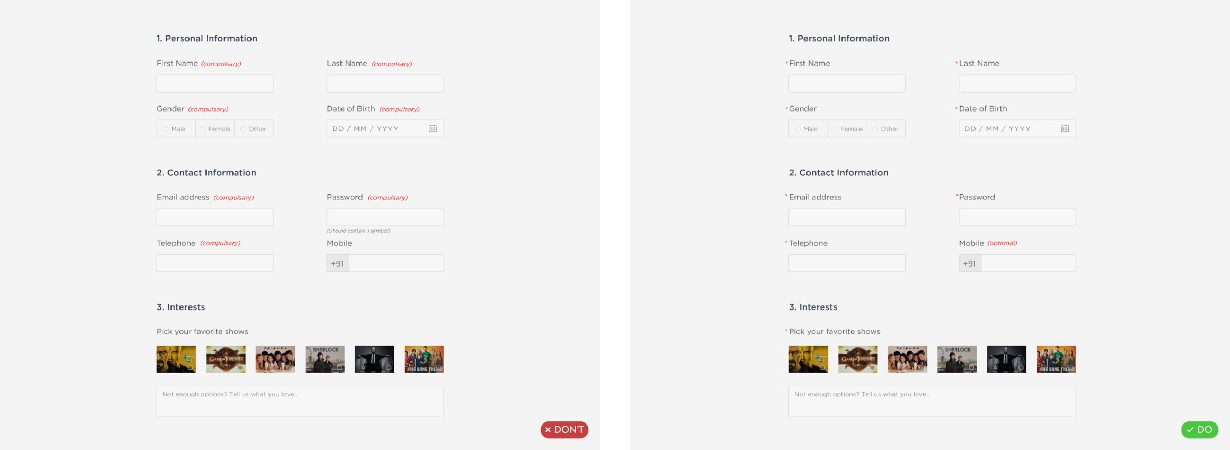 1. Personal Information
First Name (compulsary)
Last Name (compulsary)
Gender (compulsary)
Date of Birth (compulsary)
Male
Female
Other
DD / MM / YYYY
2. Contact Information
Email address (compulsary)
Password (compulsary)
(Should contain 1 symbol)
Telephone (compulsary)
Mobile
+91
3. Interests
Pick your favorite shows
SHERLOCK
Not enough options? Tell us what you love..
× DON'T
1. Personal Information
* First Name
* Last Name
* Gender
* Date of Birth
Male
Female
Other
DD / MM / YYYY
2. Contact Information
* Email address
* Password
* Telephone
Mobile (optional)
+91
3. Interests
* Pick your favorite shows
SHERLOCK
Not enough options? Tell us what you love..
✓ DO